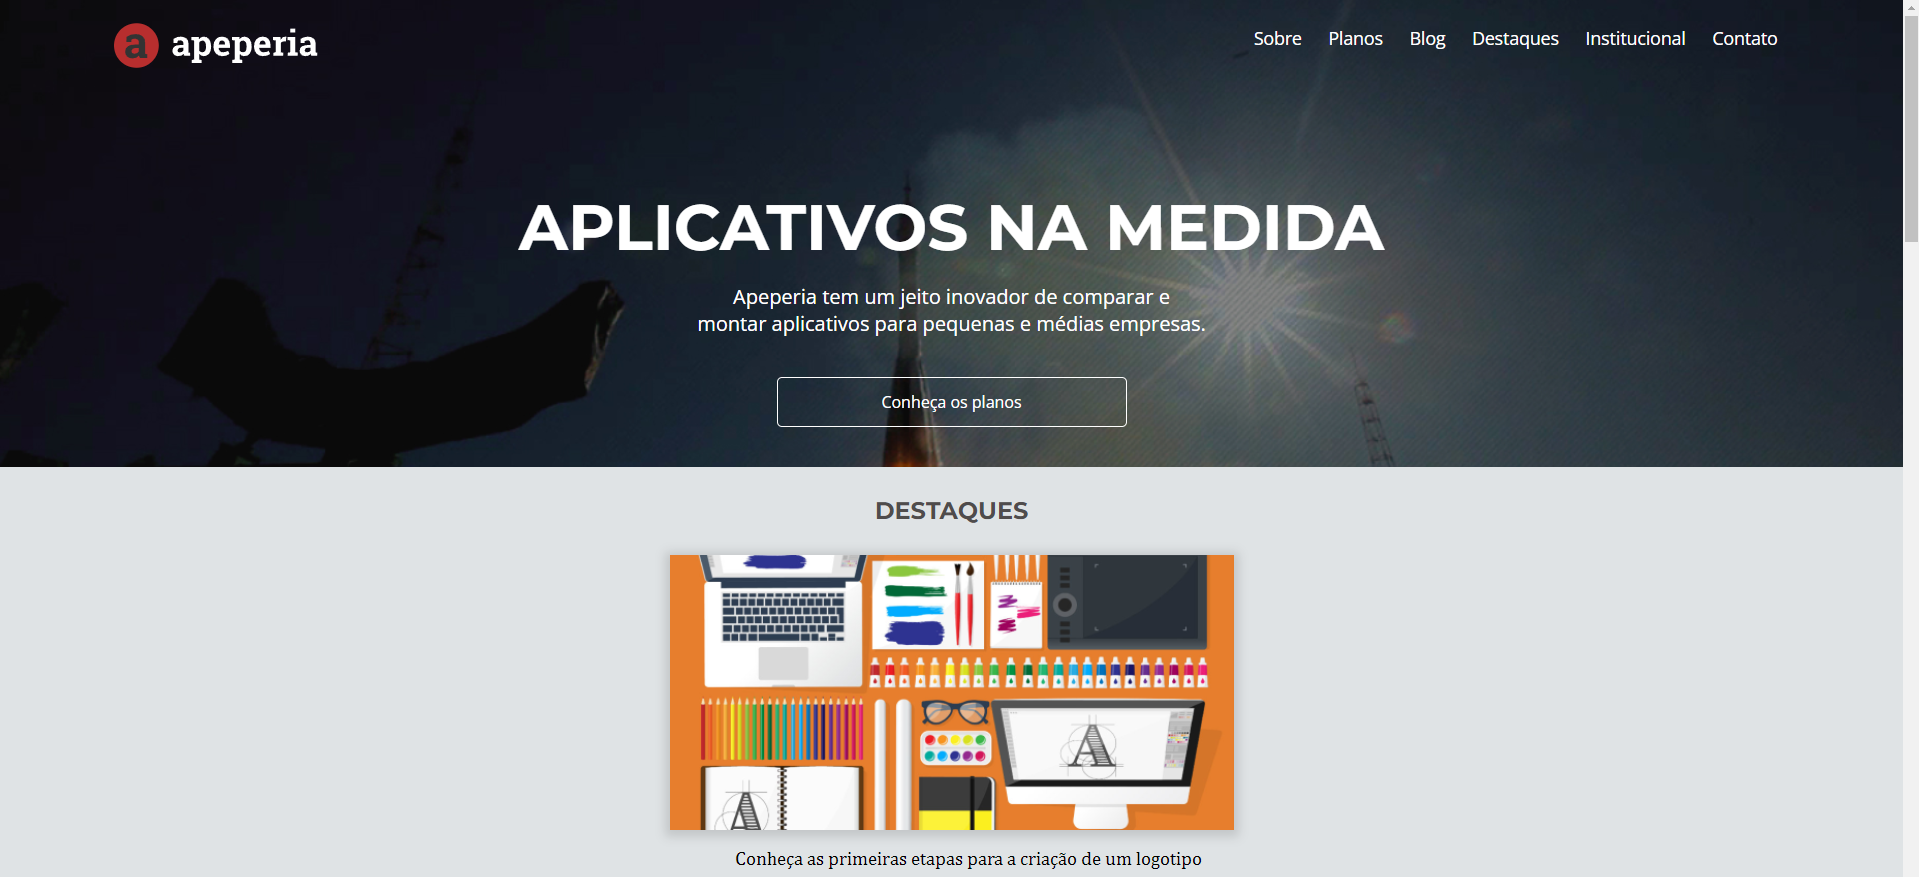 a apeperia
Sobre Planos Blog Destaques Institucional Contato
APLICATIVOS NA MEDIDA
Apeperia tem um jeito inovador de comparar e
montar aplicativos para pequenas e médias empresas.
Conheça os planos
DESTAQUES
A
A
Conheça as primeiras etapas para a criação de um logotipo